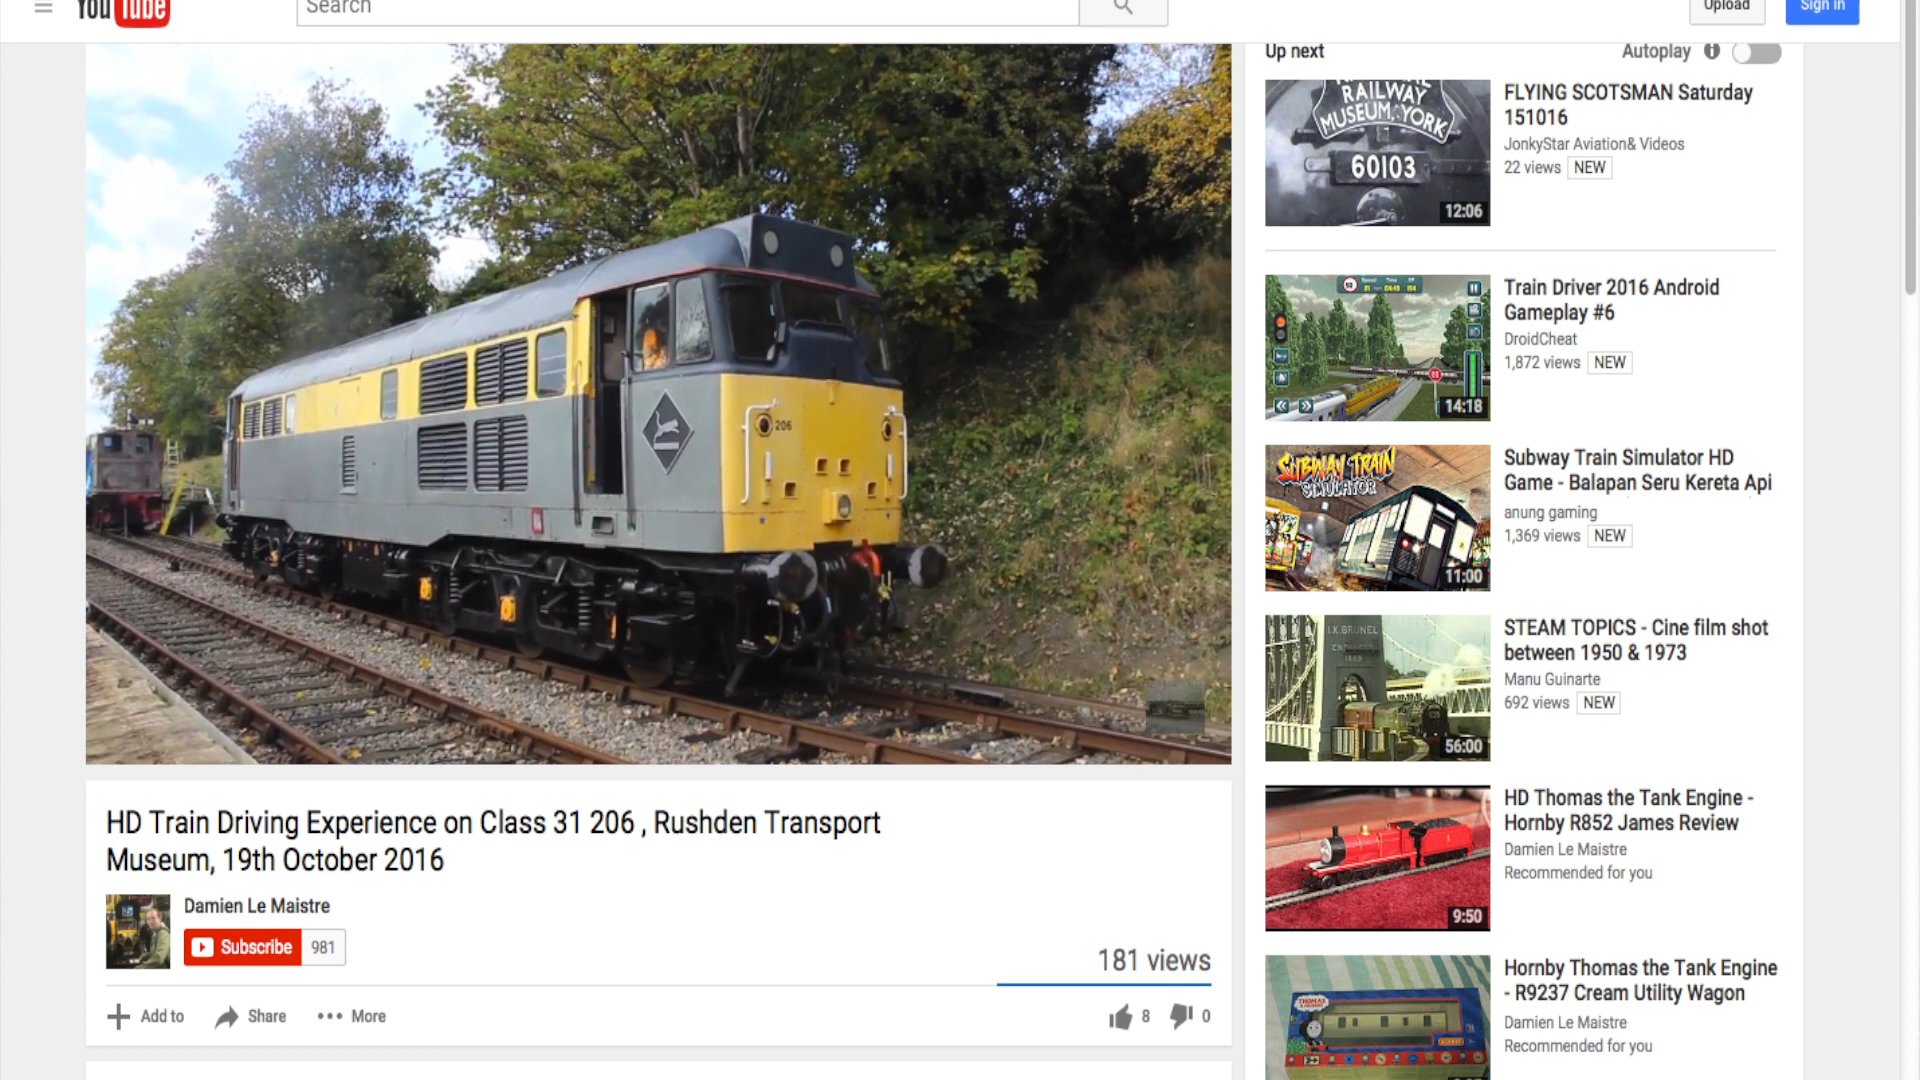 YouTube
Search
Upload
Sign in
206
Up next
Autoplay
RAILWAY
MUSEUM, YORK
60103
12:06
FLYING SCOTSMAN Saturday
151016
JonkyStar Aviation& Videos
22 views NEW
14:18
Train Driver 2016 Android
Gameplay #6
DroidCheat
1,872 views NEW
SUBWAY TRAIN
SIMULATOR
11:00
Subway Train Simulator HD
Game - Balapan Seru Kereta Api
anung gaming
1,369 views NEW
I.K.BRUNEL
56:00
STEAM TOPICS - Cine film shot
between 1950 & 1973
Manu Guinarte
692 views NEW
9:50
HD Thomas the Tank Engine -
Hornby R852 James Review
Damien Le Maistre
Recommended for you
THOMAS
Hornby Thomas the Tank Engine
- R9237 Cream Utility Wagon
Damien Le Maistre
Recommended for you
HD Train Driving Experience on Class 31 206 , Rushden Transport
Museum, 19th October 2016
Damien Le Maistre
Subscribe 981
181 views
Add to
Share
More
8
0